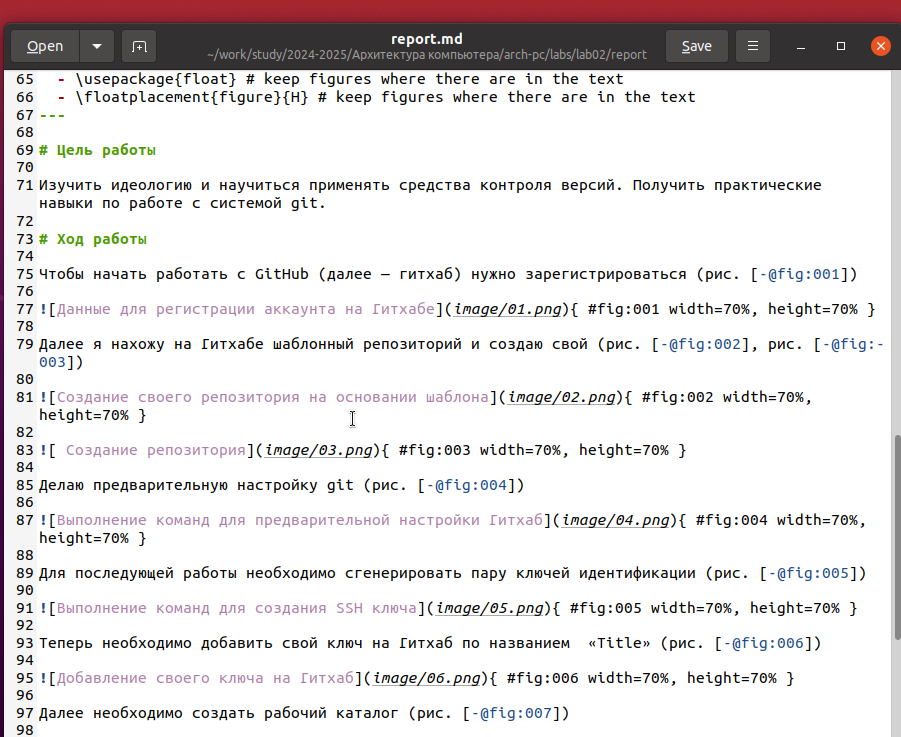 Open
report.md
~/work/study/2024-2025/Архитектура компьютера/arch-pc/labs/lab02/report
Save
65 - \usepackage{float} # keep figures where there are in the text
66 - \floatplacement{figure}{H} # keep figures where there are in the text
67 ---
68
69 # Цель работы
70
71 Изучить идеологию и научиться применять средства контроля версий. Получить практические
навыки по работе с системой git.
72
73 # Ход работы
74
75 Чтобы начать работать с GitHub (далее — гитхаб) нужно зарегистрироваться (рис. [-@fig:001])
76
77 ![Данные для регистрации аккаунта на Гитхабе](image/01.png){ #fig:001 width=70%, height=70% }
78
79 Далее я нахожу на Гитхабе шаблонный репозиторий и создаю свой (рис. [-@fig:002], рис. [-@fig:-
003])
80
81 ![Создание своего репозитория на основании шаблона](image/02.png){ #fig:002 width=70%,
height=70% }
82
83 ![ Создание репозитория](image/03.png){ #fig:003 width=70%, height=70% }
84
85 Делаю предварительную настройку git (рис. [-@fig:004])
86
87 ![Выполнение команд для предварительной настройки Гитхаб](image/04.png){ #fig:004 width=70%,
height=70% }
88
89 Для последующей работы необходимо сгенерировать пару ключей идентификации (рис. [-@fig:005])
90
91 ![Выполнение команд для создания SSH ключа](image/05.png){ #fig:005 width=70%, height=70% }
92
93 Теперь необходимо добавить свой ключ на Гитхаб по названием  «Title» (рис. [-@fig:006])
94
95 ![Добавление своего ключа на Гитхаб](image/06.png){ #fig:006 width=70%, height=70% }
96
97 Далее необходимо создать рабочий каталог (рис. [-@fig:007])
98